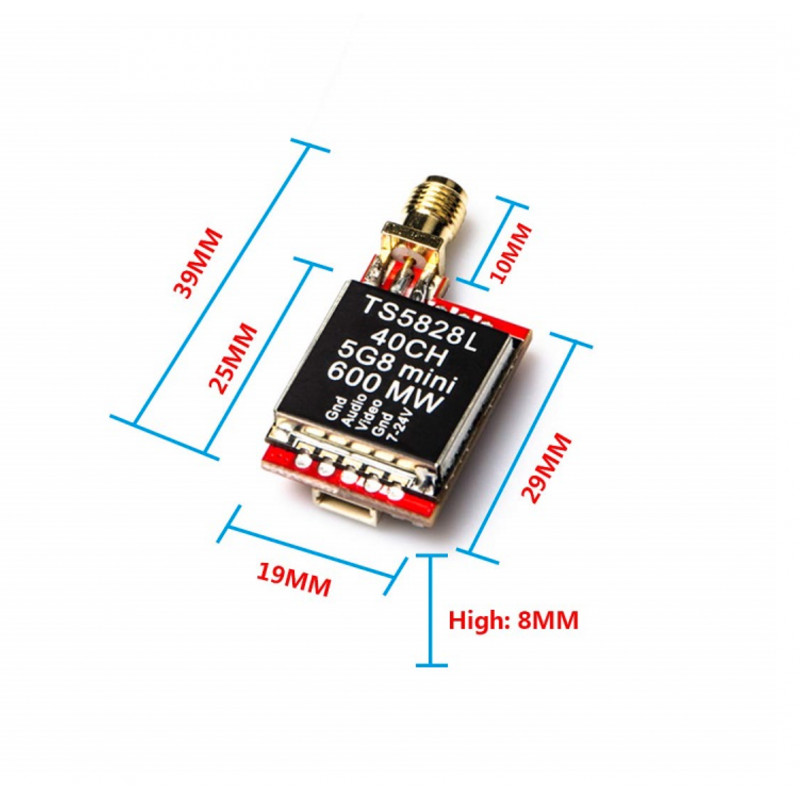 39MM
10MM
25MM
TS5828L
40CH
5G8 mini
600 MW
Gnd
Audio
Video
Gnd
7-24V
29MM
19MM
High: 8MM